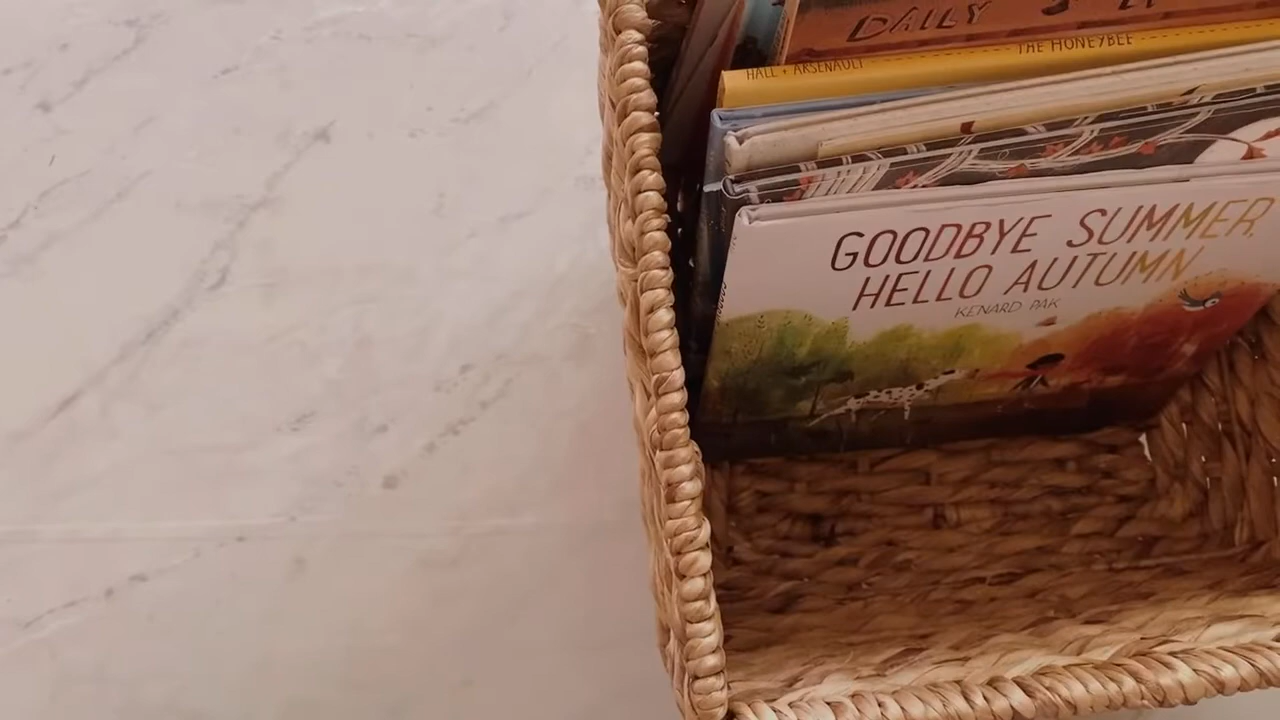 DAILY
HALL + ARSENAULT THE HONEYBEE
GOODBYE SUMMER,
HELLO AUTUMN
KENARD PAK